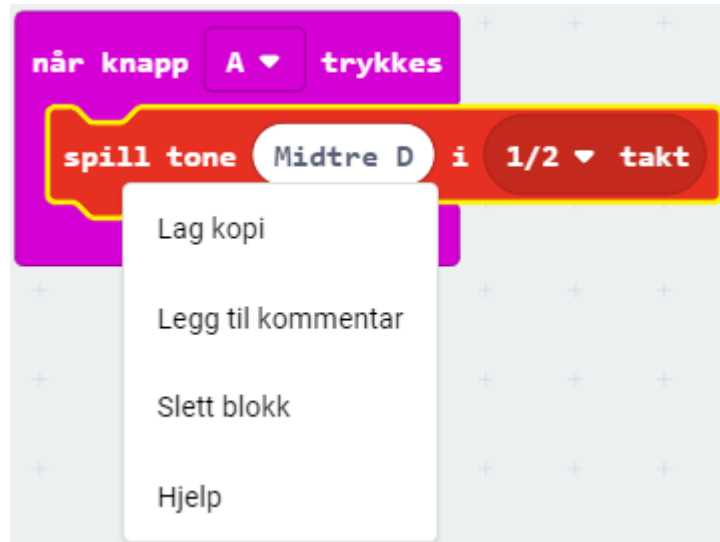 når knapp A trykkes
spill tone Midtre D i 1/2 takt
Lag kopi
Legg til kommentar
Slett blokk
Hjelp